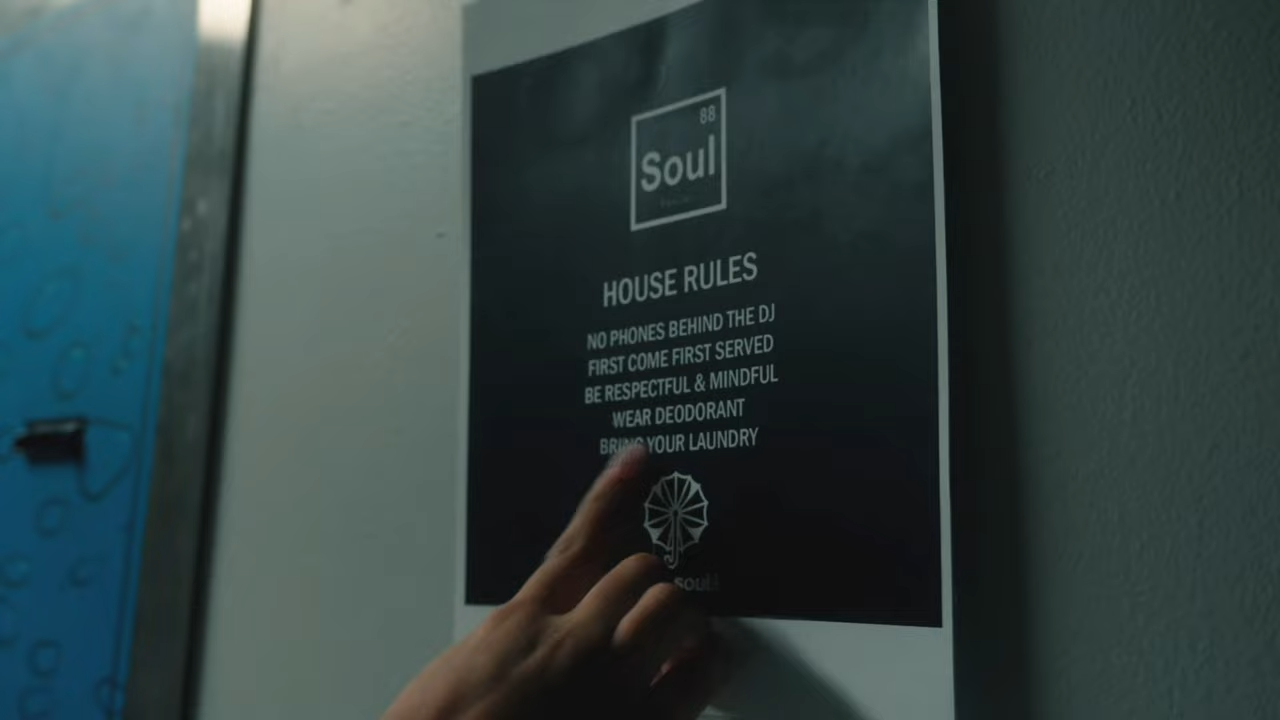 88
Soul
HOUSE RULES
NO PHONES BEHIND THE DJ
FIRST COME FIRST SERVED
BE RESPECTFUL & MINDFUL
WEAR DEODORANT
BRING YOUR LAUNDRY